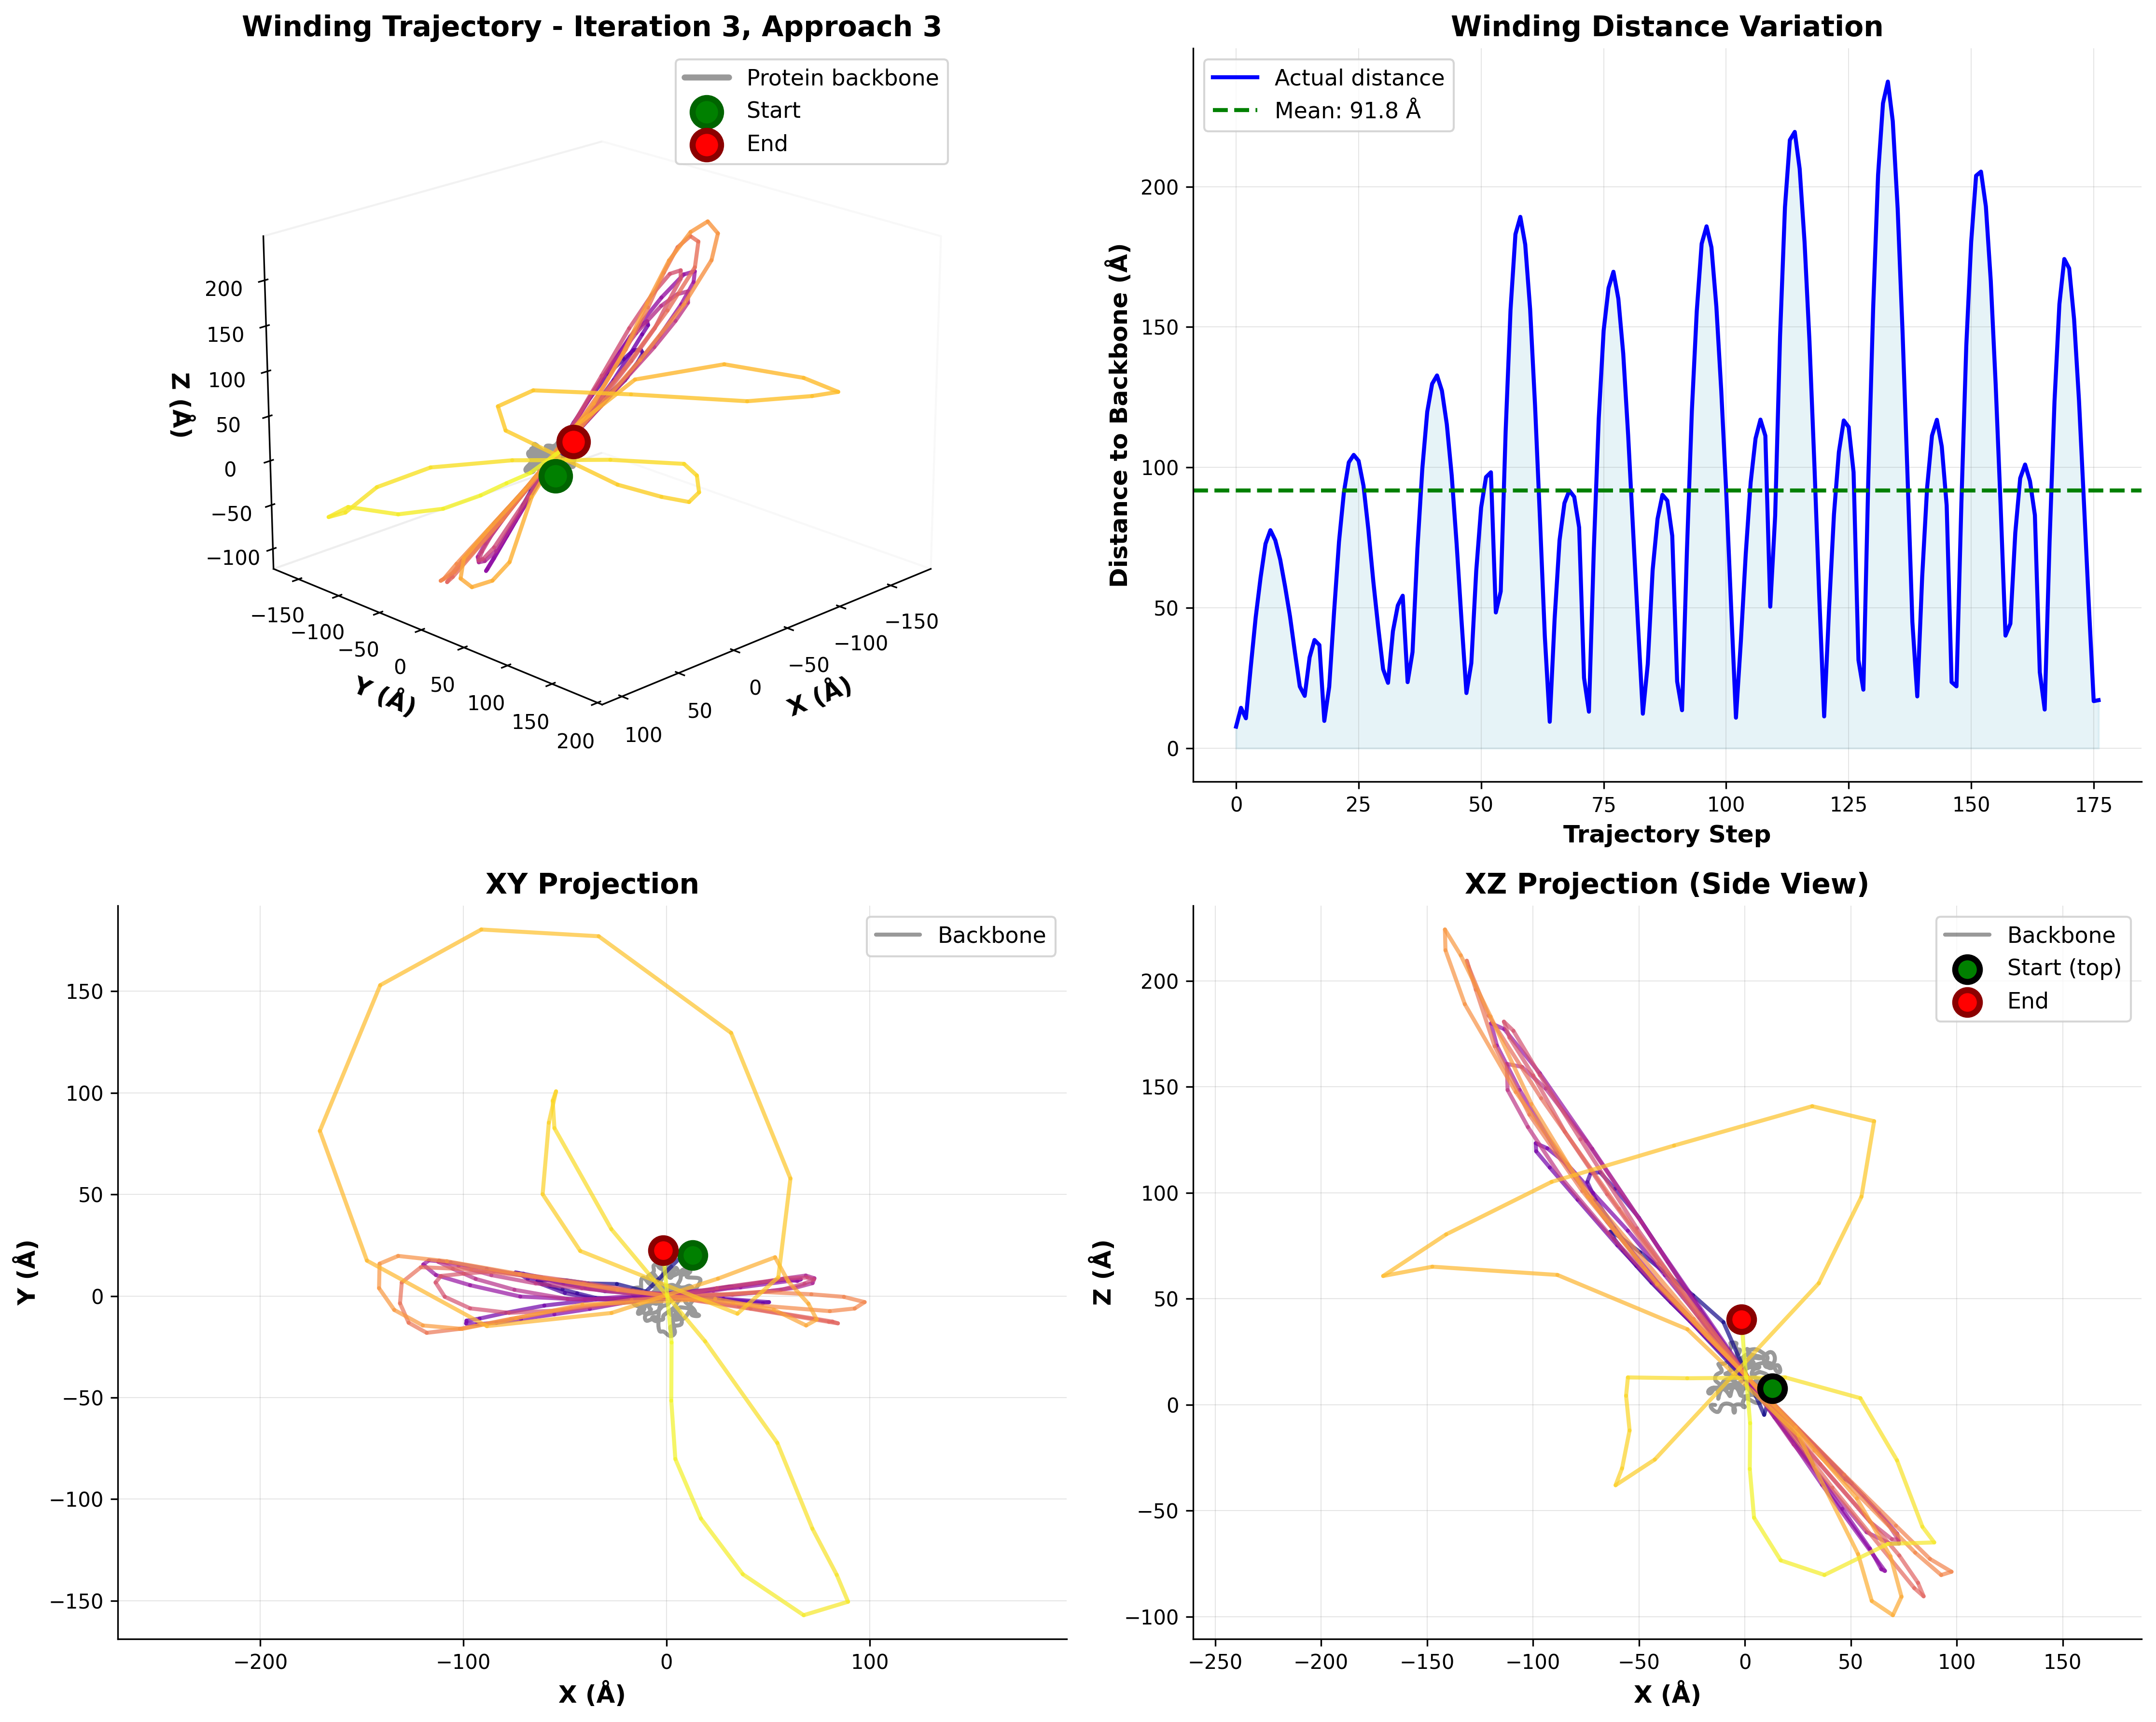 Winding Trajectory - Iteration 3, Approach 3
Protein backbone
Start
End
200
150
100
50
0
−50
−100
Z (Å)
−150
−100
−50
0
50
100
150
200
Y (Å)
100
50
0
−50
−100
−150
X (Å)
Winding Distance Variation
Actual distance
Mean: 91.8 Å
200
150
100
50
0
Distance to Backbone (Å)
0 25 50 75 100 125 150 175
Trajectory Step
XY Projection
Backbone
150
100
50
0
−50
−100
−150
Y (Å)
−200 −100 0 100
X (Å)
XZ Projection (Side View)
Backbone
Start (top)
End
200
150
100
50
0
−50
−100
Z (Å)
−250 −200 −150 −100 −50 0 50 100 150
X (Å)